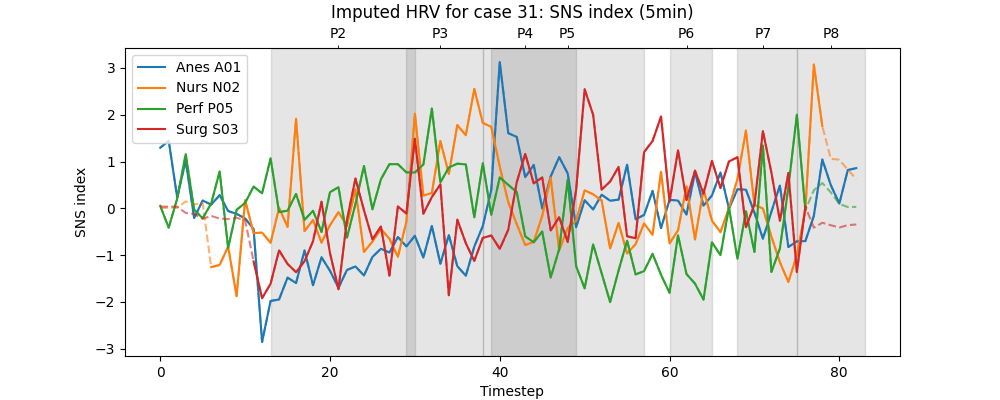 Imputed HRV for case 31: SNS index (5min)
P2 P3 P4 P5 P6 P7 P8
Anes A01
Nurs N02
Perf P05
Surg S03
SNS index
3
2
1
0
−1
−2
−3
0 20 40 60 80
Timestep